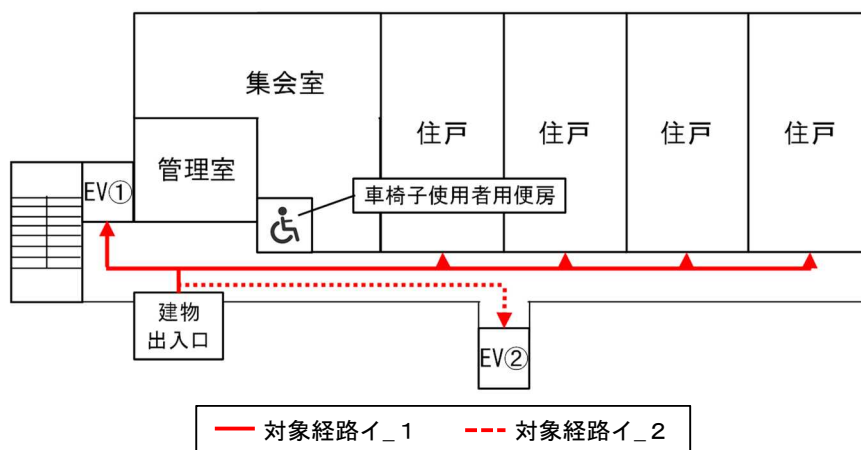 集会室
住戸
住戸
住戸
住戸
管理室
EV①
車椅子使用者用便房
建物
出入口
EV②
対象経路イ_1
対象経路イ_2